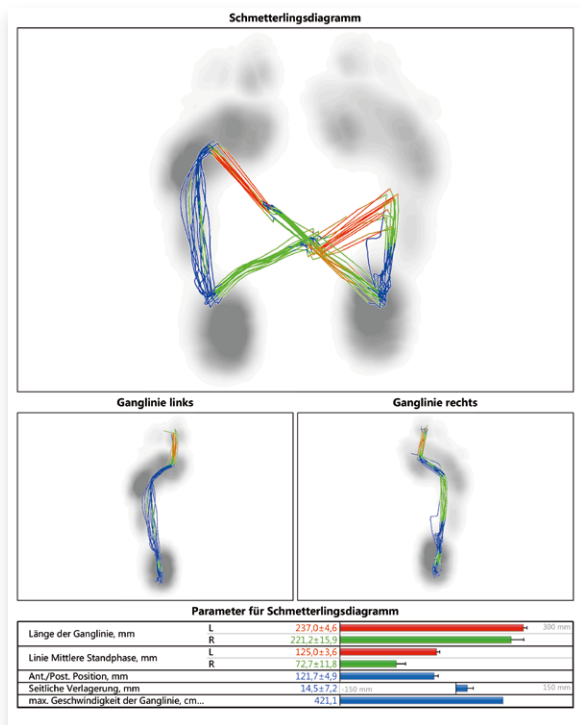 Schmetterlingsdiagramm
Ganglinie links
Ganglinie rechts
Parameter für Schmetterlingsdiagramm
Länge der Ganglinie, mm L 237,0±4,6 300 mm
R 221,2±15,9
Linie Mittlere Standphase, mm L 125,0±3,6
R 72,7±11,8
Ant./Post. Position, mm 121,7±4,9
Seitliche Verlagerung, mm 14,5±7,2 -150 mm 150 mm
max. Geschwindigkeit der Ganglinie, cm... 421,1